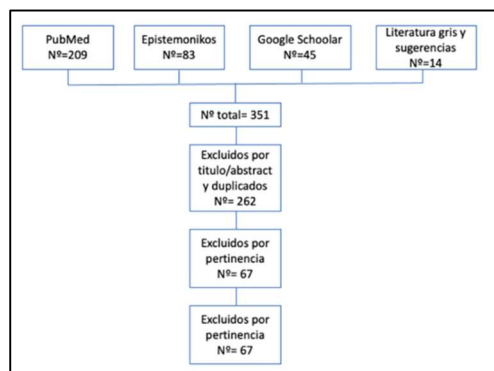 PubMed
Nº=209
Epistemonikos
Nº=83
Google Schoolar
Nº=45
Literatura gris y
sugerencias
Nº=14
Nº total= 351
Excluidos por
titulo/abstract
y duplicados
Nº= 262
Excluidos por
pertinencia
Nº= 67
Excluidos por
pertinencia
Nº= 67